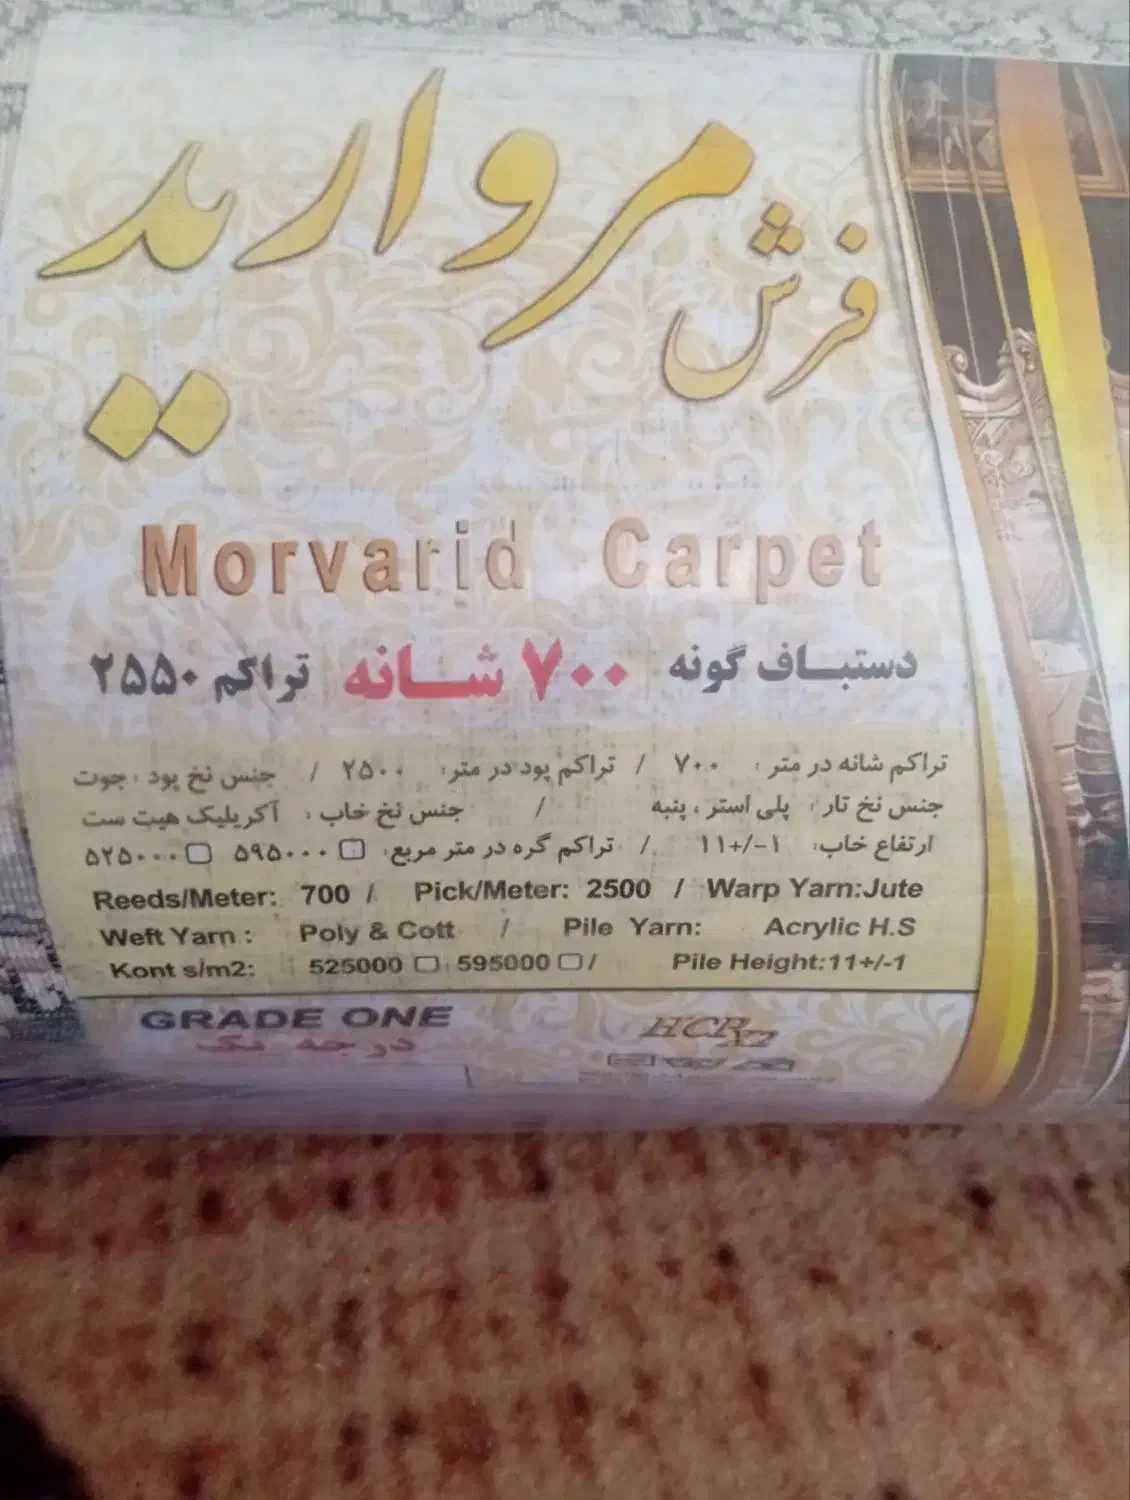 فرش مروارید
Morvarid Carpet
دستباف گونه ۷۰۰ شانه تراکم ۲۵۵۰
تراکم شانه در متر : ۷۰۰ / تراکم پود در متر: ۲۵۰۰ / جنس نخ پود : جوت
جنس نخ تار : پلی استر ، پنبه / جنس نخ خاب : آکریلیک هیت ست
ارتفاع خاب: ۱-/+۱۱ / تراکم گره در متر مربع: ۵۹۵۰۰۰ ۵۲۵۰۰۰
Reeds/Meter: 700 / Pick/Meter: 2500 / Warp Yarn:Jute
Weft Yarn : Poly & Cott / Pile Yarn: Acrylic H.S
Kont s/m2: 525000 595000 / Pile Height:11+/-1
GRADE ONE
درجه یک